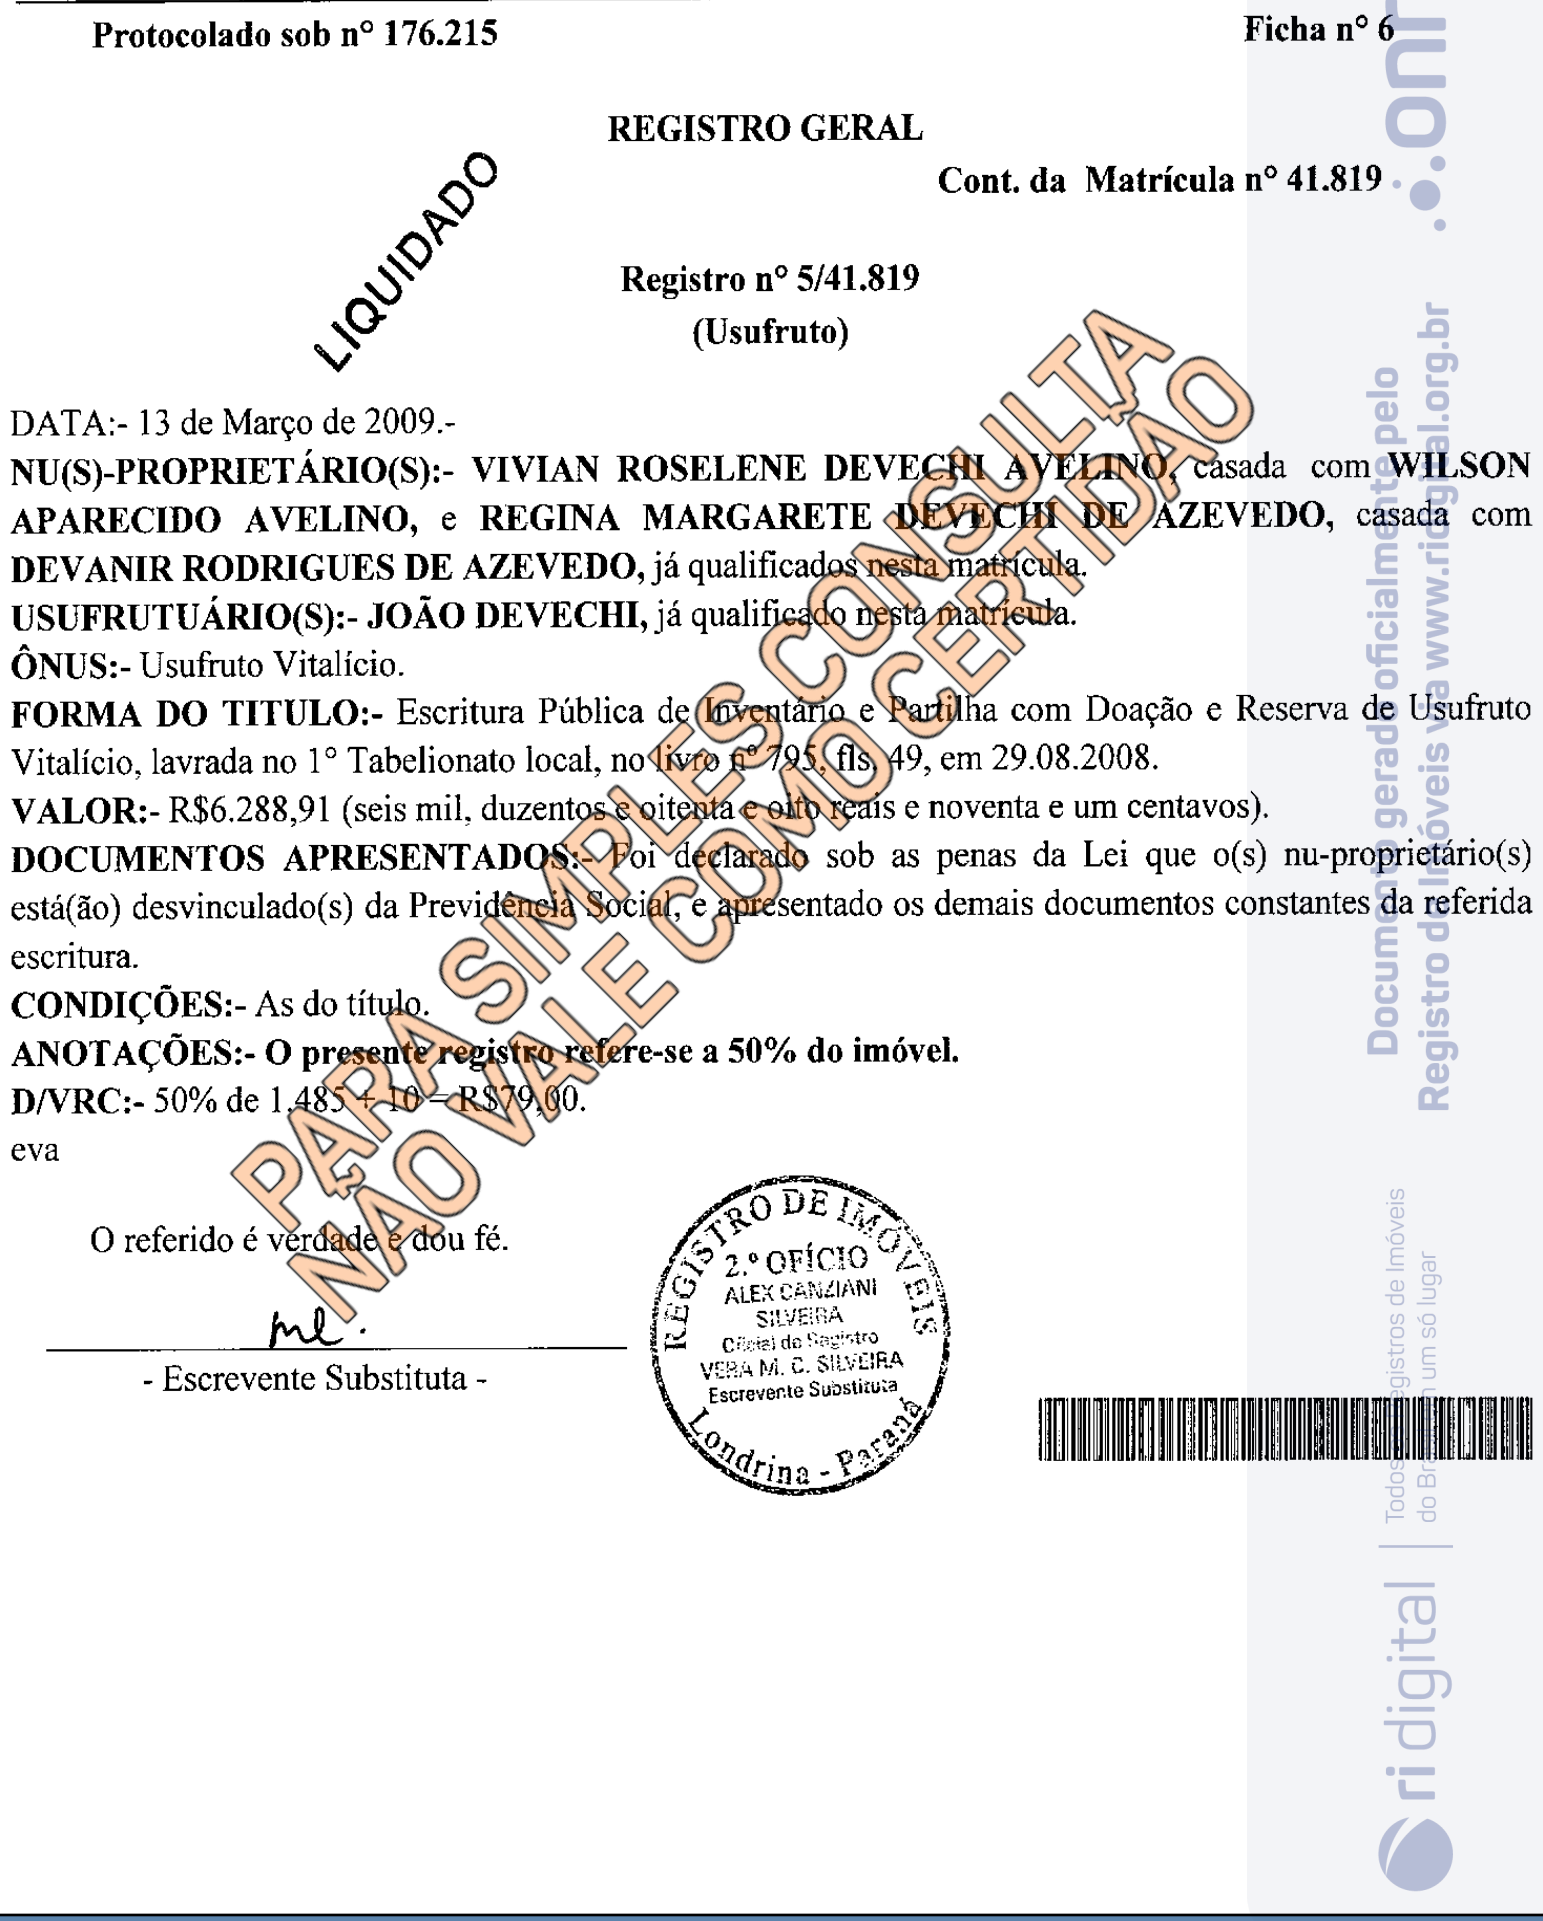 Protocolado sob nº 176.215
Ficha nº 6
REGISTRO GERAL
Cont. da Matrícula nº 41.819
LIQUIDADO
Registro nº 5/41.819
(Usufruto)
DATA:- 13 de Março de 2009.-
NU(S)-PROPRIETÁRIO(S):- VIVIAN ROSELENE DEVECHI AVELINO, casada com WILSON
APARECIDO AVELINO, e REGINA MARGARETE DEVECHI DE AZEVEDO, casada com
DEVANIR RODRIGUES DE AZEVEDO, já qualificados nesta matrícula.
USUFRUTUÁRIO(S):- JOÃO DEVECHI, já qualificado nesta matrícula.
ÔNUS:- Usufruto Vitalício.
FORMA DO TITULO:- Escritura Pública de Inventário e Partilha com Doação e Reserva de Usufruto
Vitalício, lavrada no 1º Tabelionato local, no livro nº 795, fls. 49, em 29.08.2008.
VALOR:- R$6.288,91 (seis mil, duzentos e oitenta e oito reais e noventa e um centavos).
DOCUMENTOS APRESENTADOS:- Foi declarado sob as penas da Lei que o(s) nu-proprietário(s)
está(ão) desvinculado(s) da Previdência Social, e apresentado os demais documentos constantes da referida
escritura.
CONDIÇÕES:- As do título.
ANOTAÇÕES:- O presente registro refere-se a 50% do imóvel.
D/VRC:- 50% de 1.485 + 10 = R$79,00.
eva
O referido é verdade e dou fé.
- Escrevente Substituta -
REGISTRO DE IMÓVEIS
2.º OFÍCIO
ALEX CANZIANI
SILVEIRA
Oficial do Registro
VERA M. C. SILVEIRA
Escrevente Substituta
Londrina - Paraná
PARA SIMPLES CONSULTA
NÃO VALE COMO CERTIDÃO
Documento gerado oficialmente pelo
Registro de Imóveis via www.ridigital.org.br
Todos Registros de Imóveis
do Brasil em um só lugar
ri digital